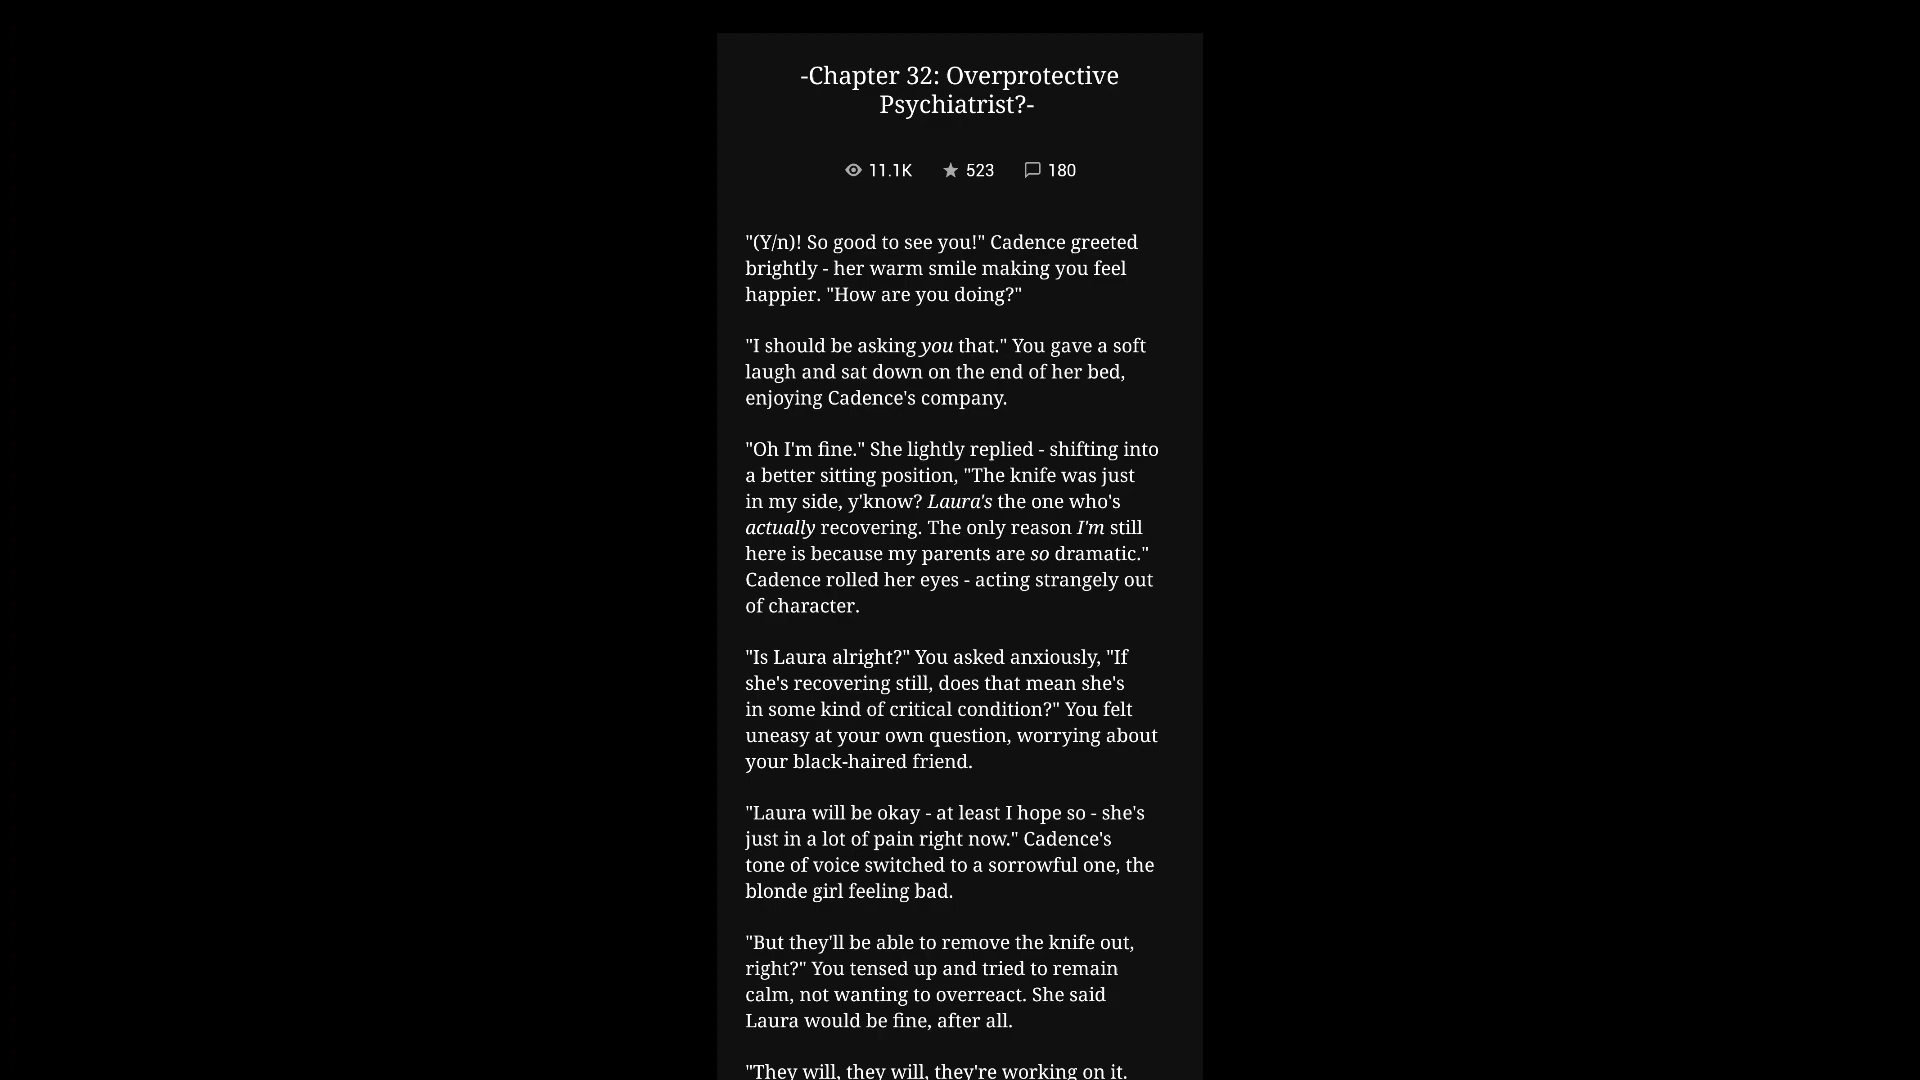 -Chapter 32: Overprotective
Psychiatrist?-
11.1K 523 180
"(Y/n)! So good to see you!" Cadence greeted
brightly - her warm smile making you feel
happier. "How are you doing?"
"I should be asking you that." You gave a soft
laugh and sat down on the end of her bed,
enjoying Cadence's company.
"Oh I'm fine." She lightly replied - shifting into
a better sitting position, "The knife was just
in my side, y'know? Laura's the one who's
actually recovering. The only reason I'm still
here is because my parents are so dramatic."
Cadence rolled her eyes - acting strangely out
of character.
"Is Laura alright?" You asked anxiously, "If
she's recovering still, does that mean she's
in some kind of critical condition?" You felt
uneasy at your own question, worrying about
your black-haired friend.
"Laura will be okay - at least I hope so - she's
just in a lot of pain right now." Cadence's
tone of voice switched to a sorrowful one, the
blonde girl feeling bad.
"But they'll be able to remove the knife out,
right?" You tensed up and tried to remain
calm, not wanting to overreact. She said
Laura would be fine, after all.
"They will, they will, they're working on it.